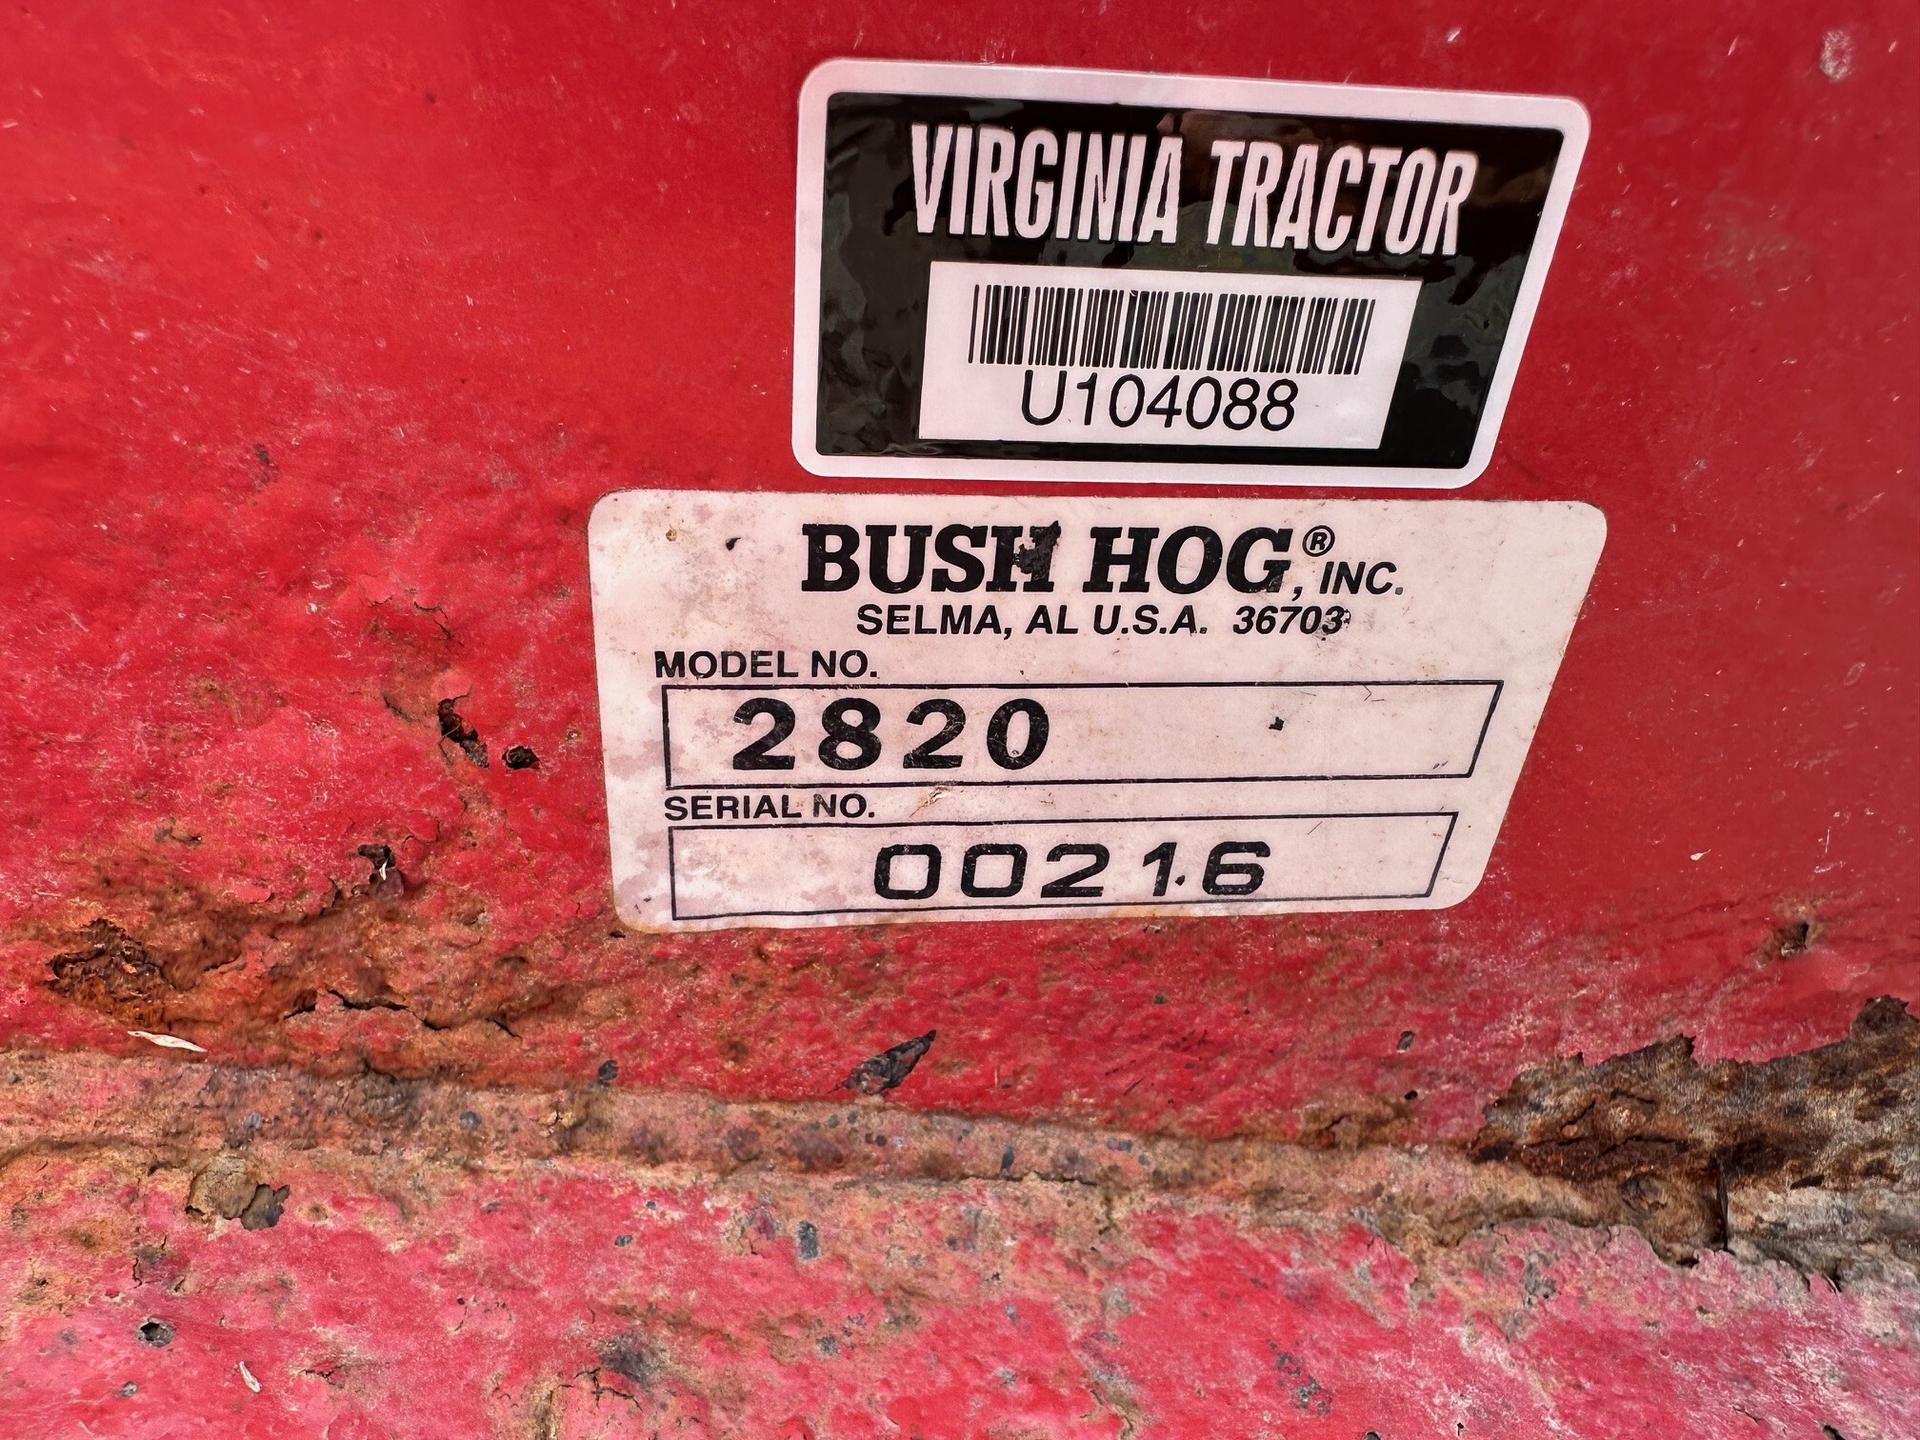 VIRGINIA TRACTOR
U104088
BUSH HOG®, INC.
SELMA, AL U.S.A. 36703
MODEL NO.
2820
SERIAL NO.
00216